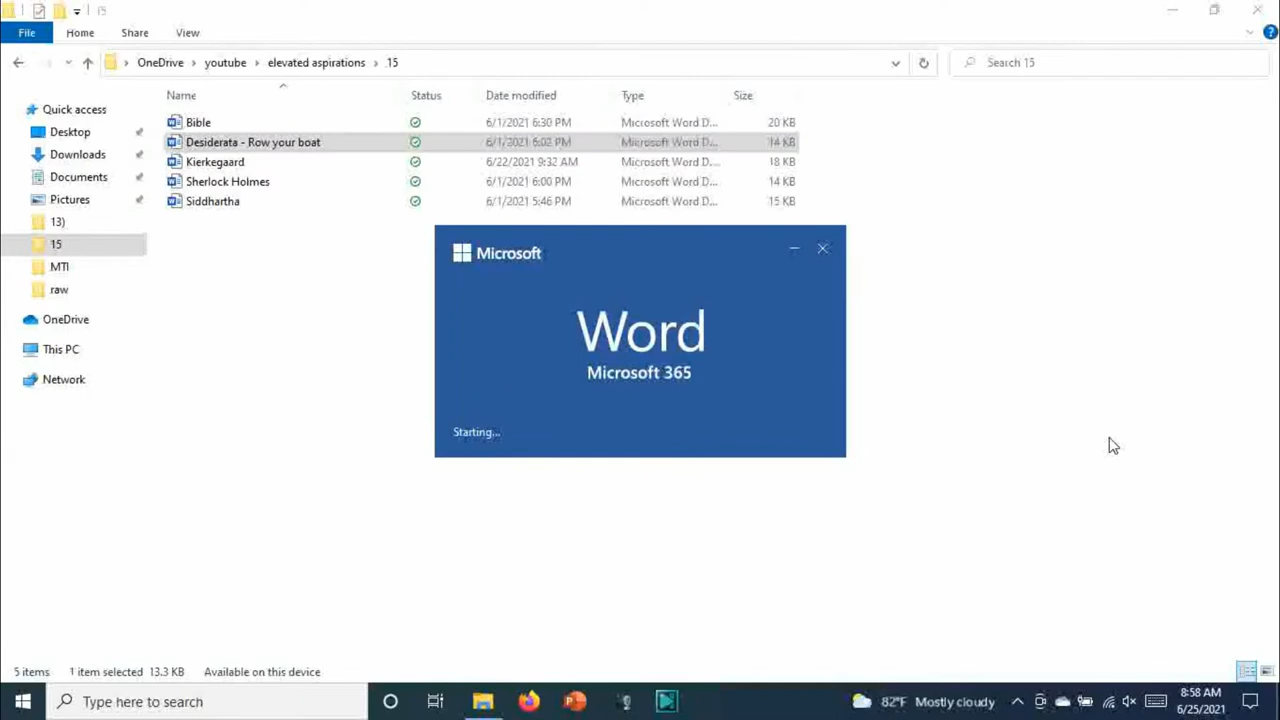 15
File Home Share View
OneDrive youtube elevated aspirations 15 Search 15
Name Status Date modified Type Size
Quick access
Desktop
Downloads
Documents
Pictures
13)
15
MTI
raw
OneDrive
This PC
Network
Bible 6/1/2021 6:30 PM Microsoft Word D... 20 KB
Desiderata - Row your boat 6/1/2021 6:02 PM Microsoft Word D... 14 KB
Kierkegaard 6/22/2021 9:32 AM Microsoft Word D... 18 KB
Sherlock Holmes 6/1/2021 6:00 PM Microsoft Word D... 14 KB
Siddhartha 6/1/2021 5:46 PM Microsoft Word D... 15 KB
Microsoft
Word
Microsoft 365
Starting...
5 items 1 item selected 13.3 KB Available on this device
Type here to search 82°F Mostly cloudy 8:58 AM
6/25/2021